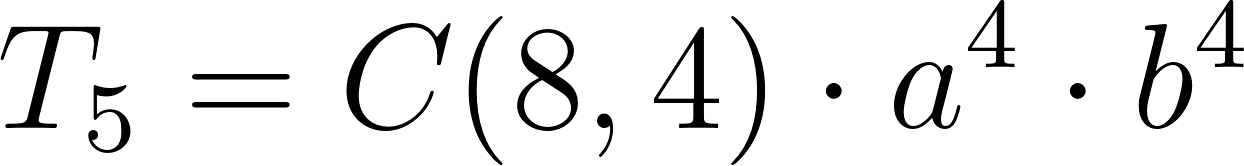 T₅ = C(8, 4) · a⁴ · b⁴